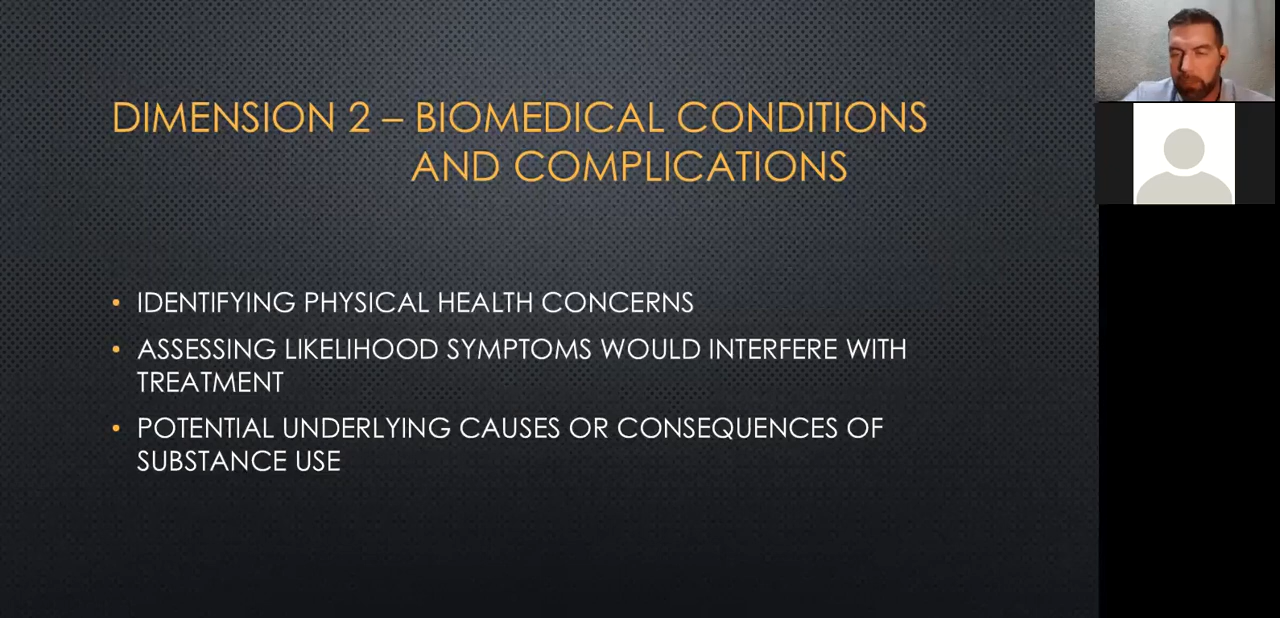 DIMENSION 2 – BIOMEDICAL CONDITIONS
AND COMPLICATIONS
• IDENTIFYING PHYSICAL HEALTH CONCERNS
• ASSESSING LIKELIHOOD SYMPTOMS WOULD INTERFERE WITH
TREATMENT
• POTENTIAL UNDERLYING CAUSES OR CONSEQUENCES OF
SUBSTANCE USE